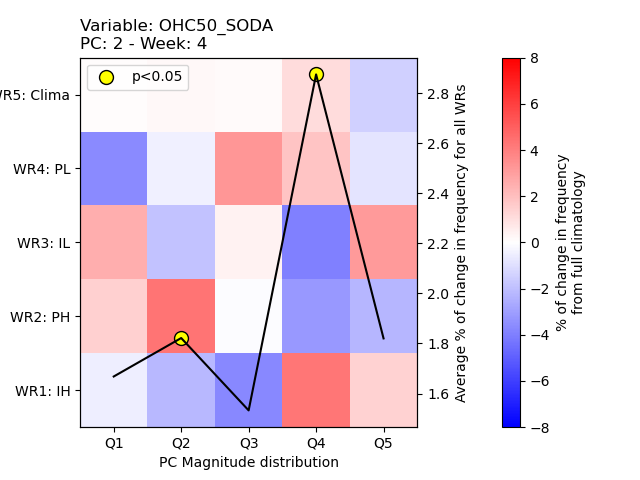 Variable: OHC50_SODA
PC: 2 - Week: 4
p<0.05
WR5: Clima
WR4: PL
WR3: IL
WR2: PH
WR1: IH
Q1 Q2 Q3 Q4 Q5
PC Magnitude distribution
2.8
2.6
2.4
2.2
2.0
1.8
1.6
Average % of change in frequency for all WRs
8
6
4
2
0
−2
−4
−6
−8
% of change in frequency
from full climatology